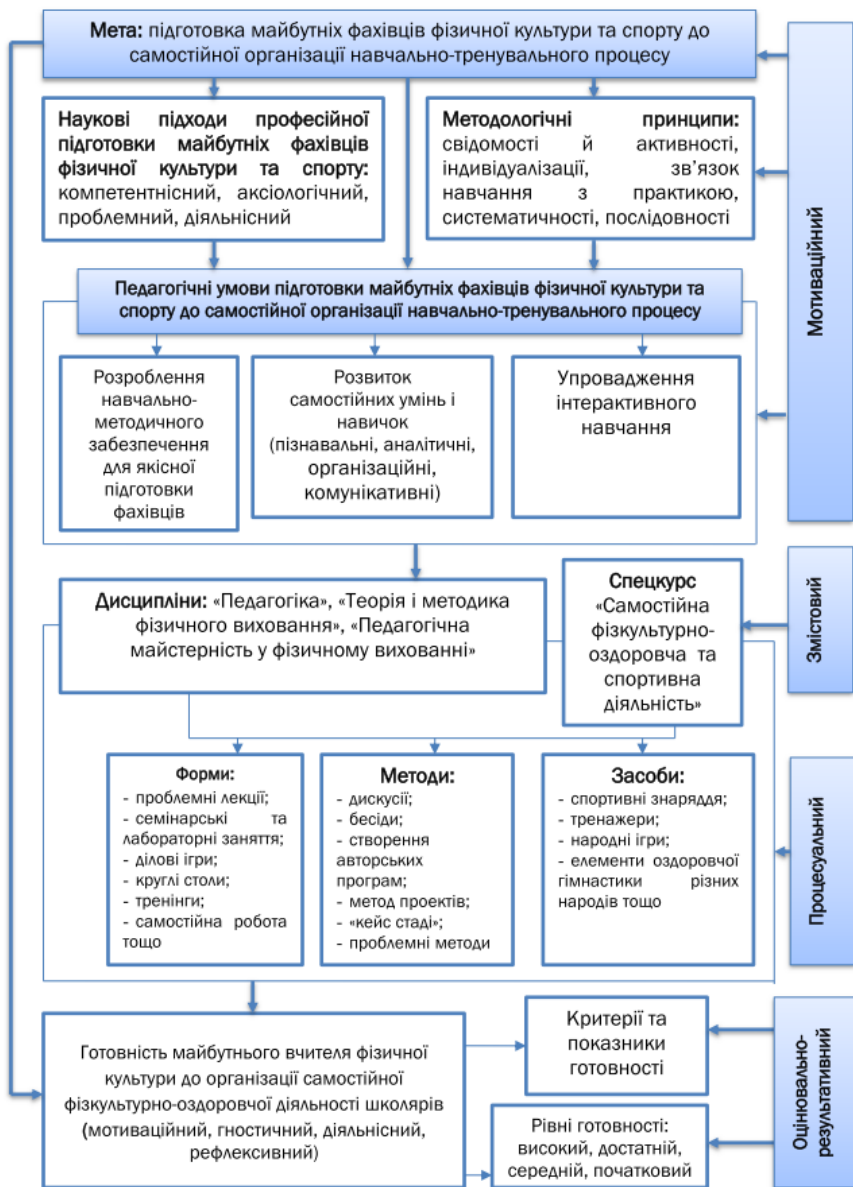 Мета: підготовка майбутніх фахівців фізичної культури та спорту до
самостійної організації навчально-тренувального процесу
Наукові підходи професійної
підготовки майбутніх фахівців
фізичної культури та спорту:
компетентнісний, аксіологічний,
проблемний, діяльнісний
Методологічні принципи:
свідомості й активності,
індивідуалізації, зв’язок
навчання з практикою,
систематичності, послідовності
Мотиваційний
Педагогічні умови підготовки майбутніх фахівців фізичної культури та
спорту до самостійної організації навчально-тренувального процесу
Розроблення
навчально-
методичного
забезпечення
для якісної
підготовки
фахівців
Розвиток
самостійних умінь і
навичок
(пізнавальні, аналітичні,
організаційні,
комунікативні)
Упровадження
інтерактивного
навчання
Дисципліни: «Педагогіка», «Теорія і методика
фізичного виховання», «Педагогічна
майстерність у фізичному вихованні»
Спецкурс
«Самостійна
фізкультурно-
оздоровча та
спортивна
діяльність»
Змістовий
Форми:
- проблемні лекції;
- семінарські та
лабораторні заняття;
- ділові ігри;
- круглі столи;
- тренінги;
- самостійна робота
тощо
Методи:
- дискусії;
- бесіди;
- створення
авторських
програм;
- метод проектів;
- «кейс стаді»;
- проблемні методи
Засоби:
- спортивні знаряддя;
- тренажери;
- народні ігри;
- елементи оздоровчої
гімнастики різних
народів тощо
Процесуальний
Готовність майбутнього вчителя фізичної
культури до організації самостійної
фізкультурно-оздоровчої діяльності школярів
(мотиваційний, гностичний, діяльнісний,
рефлексивний)
Критерії та
показники
готовності
Рівні готовності:
високий, достатній,
середній, початковий
Оцінювально-
результативний